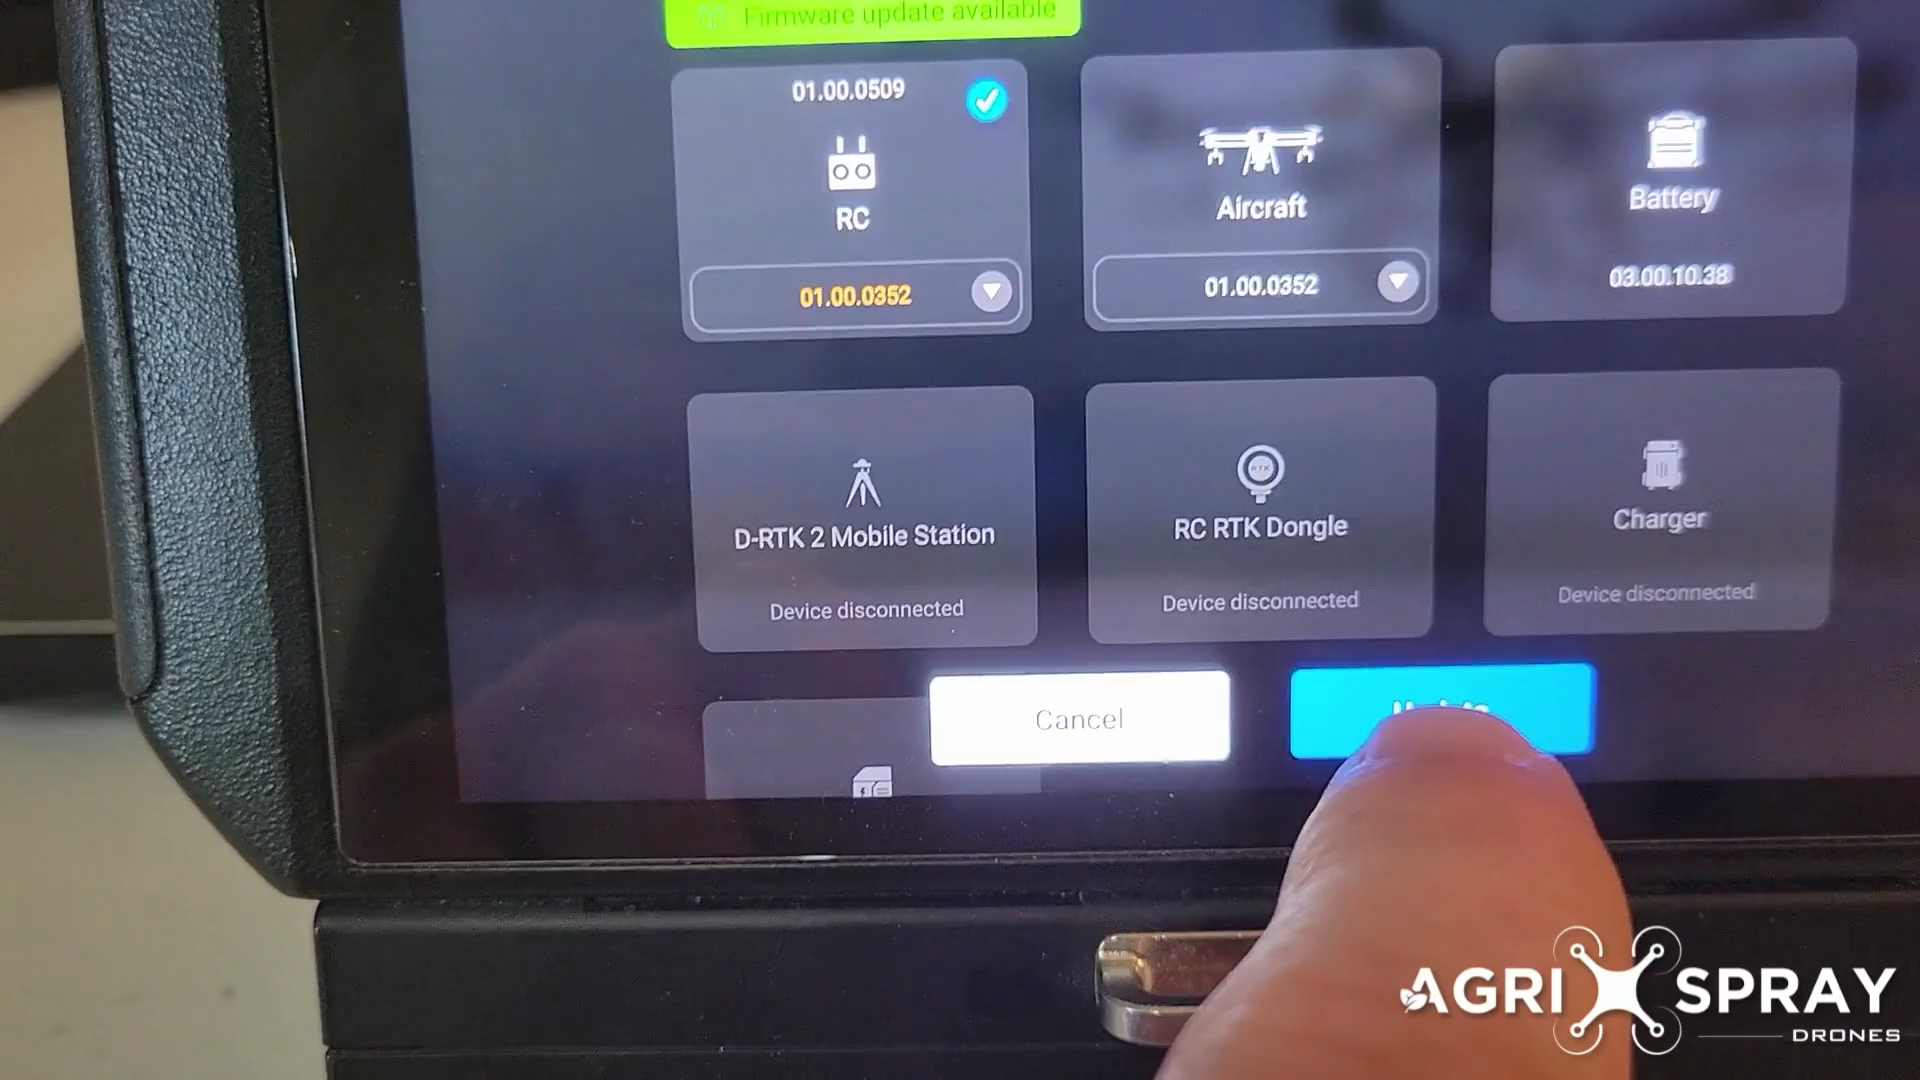 Firmware update available
01.00.0509
RC
01.00.0352
Aircraft
01.00.0352
Battery
03.00.10.38
D-RTK 2 Mobile Station
Device disconnected
RTK
RC RTK Dongle
Device disconnected
Charger
Device disconnected
Cancel
AGRI SPRAY
DRONES